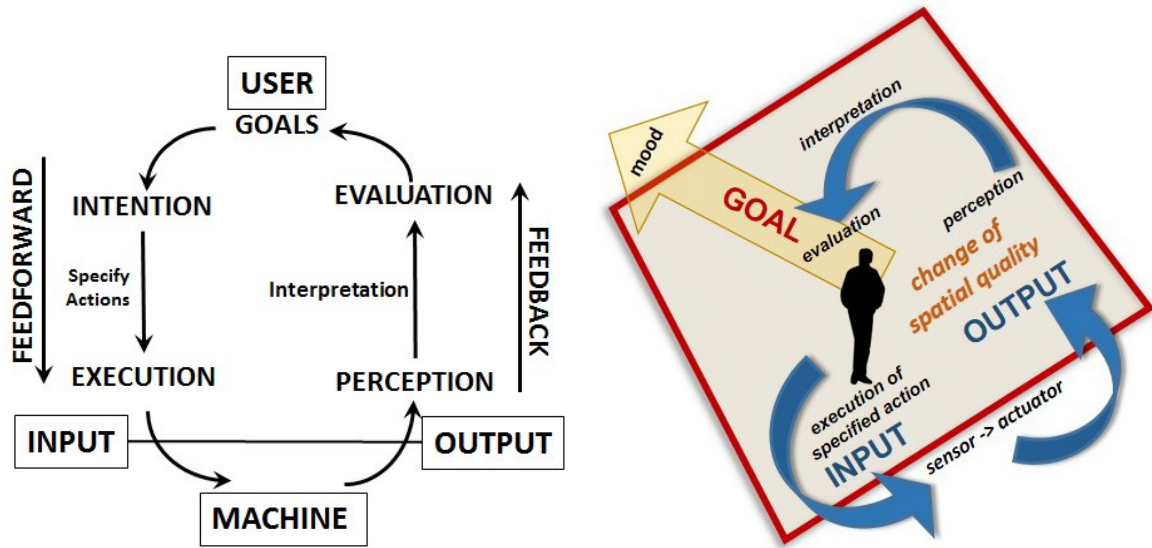 USER
GOALS
FEEDFORWARD
INTENTION
EVALUATION
FEEDBACK
Specify
Actions
Interpretation
EXECUTION
PERCEPTION
INPUT
OUTPUT
MACHINE
mood
interpretation
GOAL
evaluation
perception
change of
spatial quality
OUTPUT
execution of
specified action
INPUT
sensor -> actuator